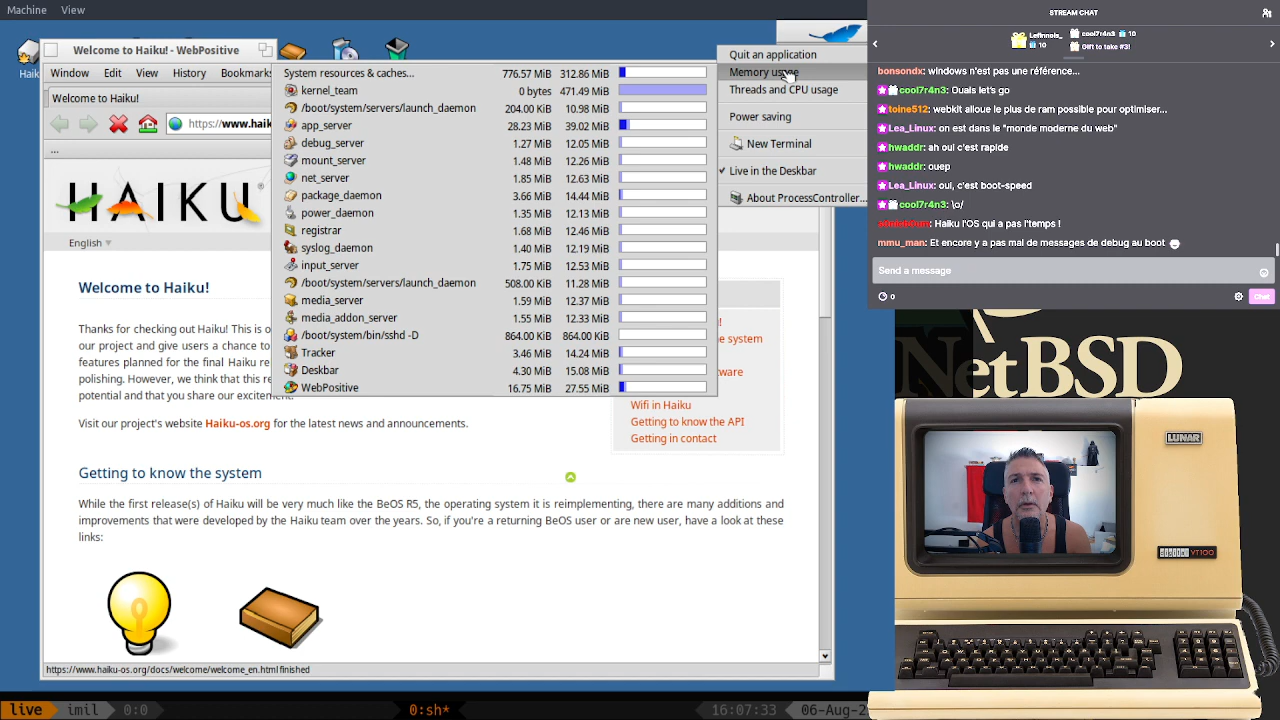 Machine View
Haik
Welcome to Haiku! - WebPositive
Window Edit View History Bookmark
Welcome to Haiku!
https://www.haik
...
HAIKU®
English
Welcome to Haiku!
Thanks for checking out Haiku! This is o
our project and give users a chance to
features planned for the final Haiku re
polishing. However, we think that this re
potential and that you share our excitement.
Visit our project's website Haiku-os.org for the latest news and announcements.
!
e system
tware
Wifi in Haiku
Getting to know the API
Getting in contact
Getting to know the system
While the first release(s) of Haiku will be very much like the BeOS R5, the operating system it is reimplementing, there are many additions and
improvements that were developed by the Haiku team over the years. So, if you're a returning BeOS user or are new user, have a look at these
links:
https://www.haiku-os.org/docs/welcome/welcome_en.html finished
System resources & caches... 776.57 MiB 312.86 MiB
kernel_team 0 bytes 471.49 MiB
/boot/system/servers/launch_daemon 204.00 KiB 10.98 MiB
app_server 28.23 MiB 39.02 MiB
debug_server 1.27 MiB 12.05 MiB
mount_server 1.48 MiB 12.26 MiB
net_server 1.85 MiB 12.63 MiB
package_daemon 3.66 MiB 14.44 MiB
power_daemon 1.35 MiB 12.13 MiB
registrar 1.68 MiB 12.46 MiB
syslog_daemon 1.40 MiB 12.19 MiB
input_server 1.75 MiB 12.53 MiB
/boot/system/servers/launch_daemon 508.00 KiB 11.28 MiB
media_server 1.59 MiB 12.37 MiB
media_addon_server 1.55 MiB 12.33 MiB
/boot/system/bin/sshd -D 864.00 KiB 864.00 KiB
Tracker 3.46 MiB 14.24 MiB
Deskbar 4.30 MiB 15.08 MiB
WebPositive 16.75 MiB 27.55 MiB
Quit an application
Memory usage
Threads and CPU usage
Power saving
New Terminal
✓ Live in the Deskbar
About ProcessController...
live imil 0:0 0:sh* 16:07:33 06-Aug-2
STREAM CHAT
Lefinnois_ 10
cool7r4n3 10
Gift to take #3!
bonsondx: windows n'est pas une référence...
cool7r4n3: Ouais let's go
toine512: webkit alloue le plus de ram possible pour optimiser...
Lea_Linux: on est dans le "monde moderne du web"
hwaddr: ah oui c'est rapide
hwaddr: ouep
Lea_Linux: oui, c'est boot-speed
cool7r4n3: \o/
Haiku l'OS qui a pas l'temps !
mmu_man: Et encore y a pas mal de messages de debug au boot
Send a message
0
Chat
NetBSD
LUNAR
digital VT100